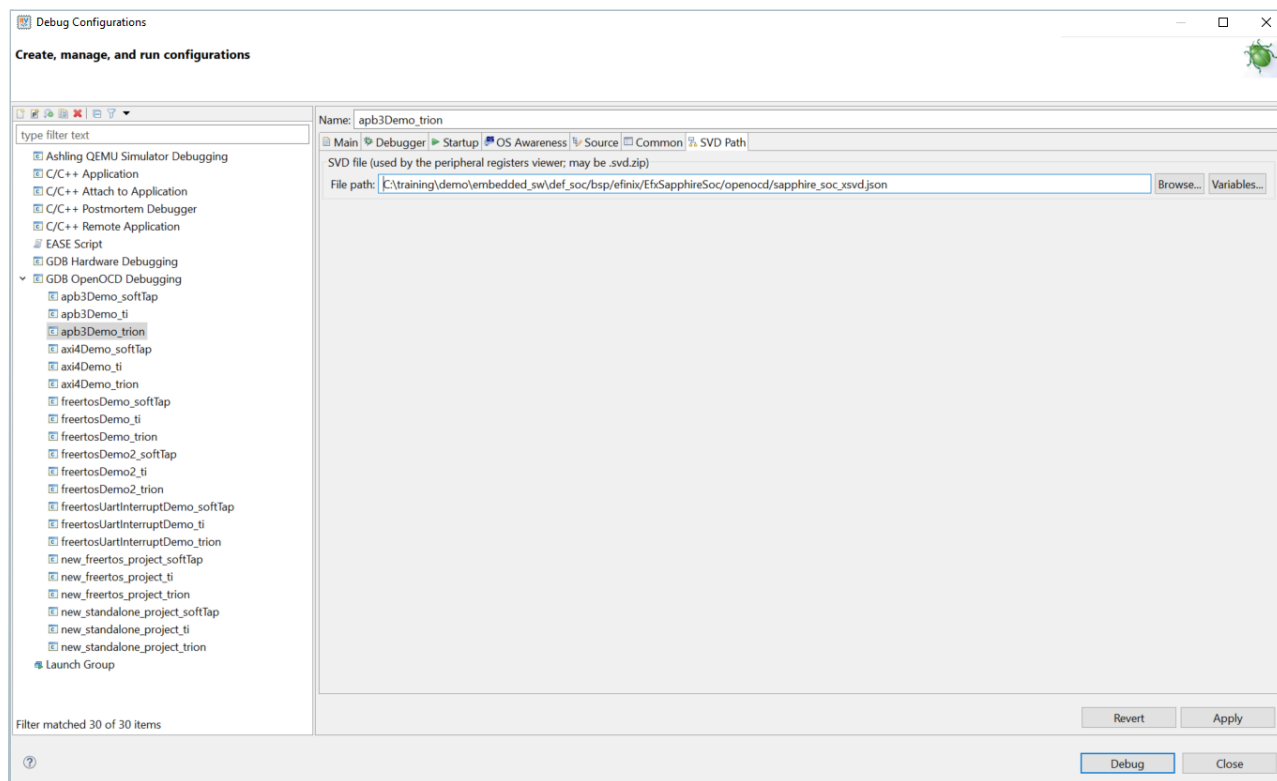 Debug Configurations
Create, manage, and run configurations
type filter text
Ashling QEMU Simulator Debugging
C/C++ Application
C/C++ Attach to Application
C/C++ Postmortem Debugger
C/C++ Remote Application
EASE Script
GDB Hardware Debugging
GDB OpenOCD Debugging
apb3Demo_softTap
apb3Demo_ti
apb3Demo_trion
axi4Demo_softTap
axi4Demo_ti
axi4Demo_trion
freertosDemo_softTap
freertosDemo_ti
freertosDemo_trion
freertosDemo2_softTap
freertosDemo2_ti
freertosDemo2_trion
freertosUartInterruptDemo_softTap
freertosUartInterruptDemo_ti
freertosUartInterruptDemo_trion
new_freertos_project_softTap
new_freertos_project_ti
new_freertos_project_trion
new_standalone_project_softTap
new_standalone_project_ti
new_standalone_project_trion
Launch Group
Filter matched 30 of 30 items
Name: apb3Demo_trion
Main Debugger Startup OS Awareness Source Common SVD Path
SVD file (used by the peripheral registers viewer; may be .svd.zip)
File path: C:\training\demo\embedded_sw\def_soc/bsp/efinix/EfxSapphireSoc/openocd/sapphire_soc_xsvd.json Browse... Variables...
Revert Apply
Debug Close